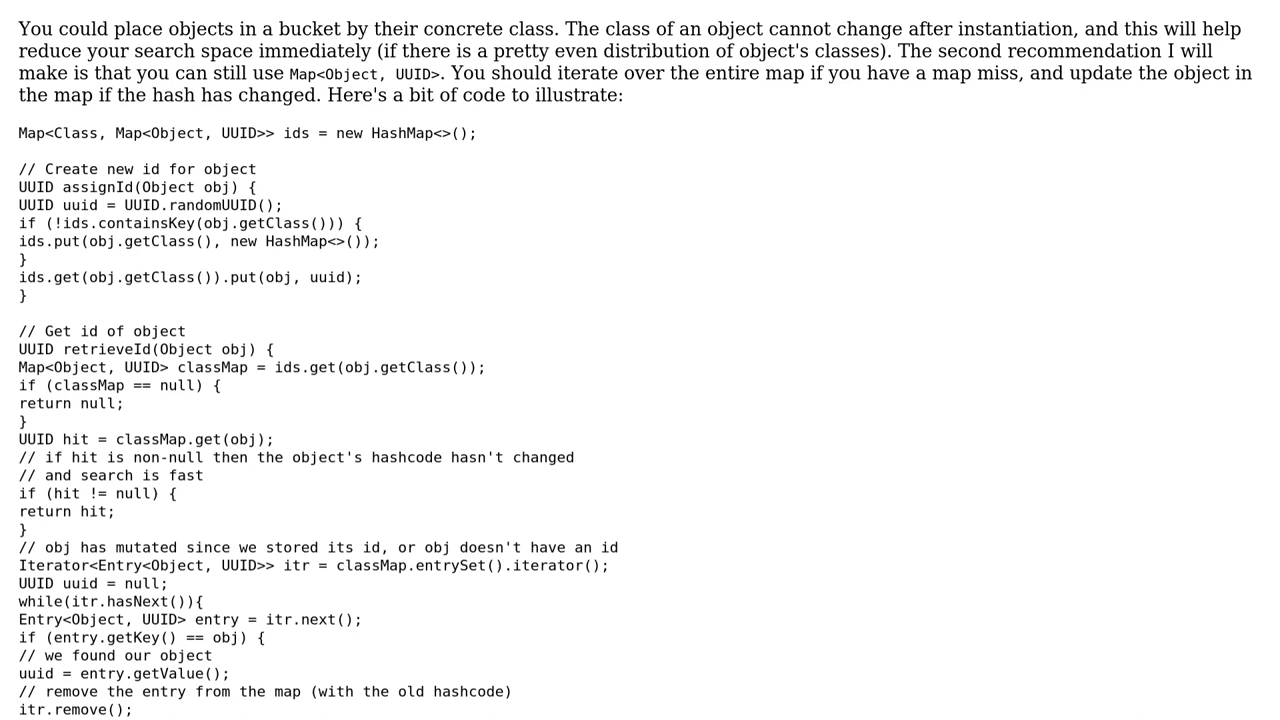 You could place objects in a bucket by their concrete class. The class of an object cannot change after instantiation, and this will help
reduce your search space immediately (if there is a pretty even distribution of object's classes). The second recommendation I will
make is that you can still use Map<Object, UUID>. You should iterate over the entire map if you have a map miss, and update the object in
the map if the hash has changed. Here's a bit of code to illustrate:
Map<Class, Map<Object, UUID>> ids = new HashMap<>();
// Create new id for object
UUID assignId(Object obj) {
UUID uuid = UUID.randomUUID();
if (!ids.containsKey(obj.getClass())) {
ids.put(obj.getClass(), new HashMap<>());
}
ids.get(obj.getClass()).put(obj, uuid);
}
// Get id of object
UUID retrieveId(Object obj) {
Map<Object, UUID> classMap = ids.get(obj.getClass());
if (classMap == null) {
return null;
}
UUID hit = classMap.get(obj);
// if hit is non-null then the object's hashcode hasn't changed
// and search is fast
if (hit != null) {
return hit;
}
// obj has mutated since we stored its id, or obj doesn't have an id
Iterator<Entry<Object, UUID>> itr = classMap.entrySet().iterator();
UUID uuid = null;
while(itr.hasNext()){
Entry<Object, UUID> entry = itr.next();
if (entry.getKey() == obj) {
// we found our object
uuid = entry.getValue();
// remove the entry from the map (with the old hashcode)
itr.remove();